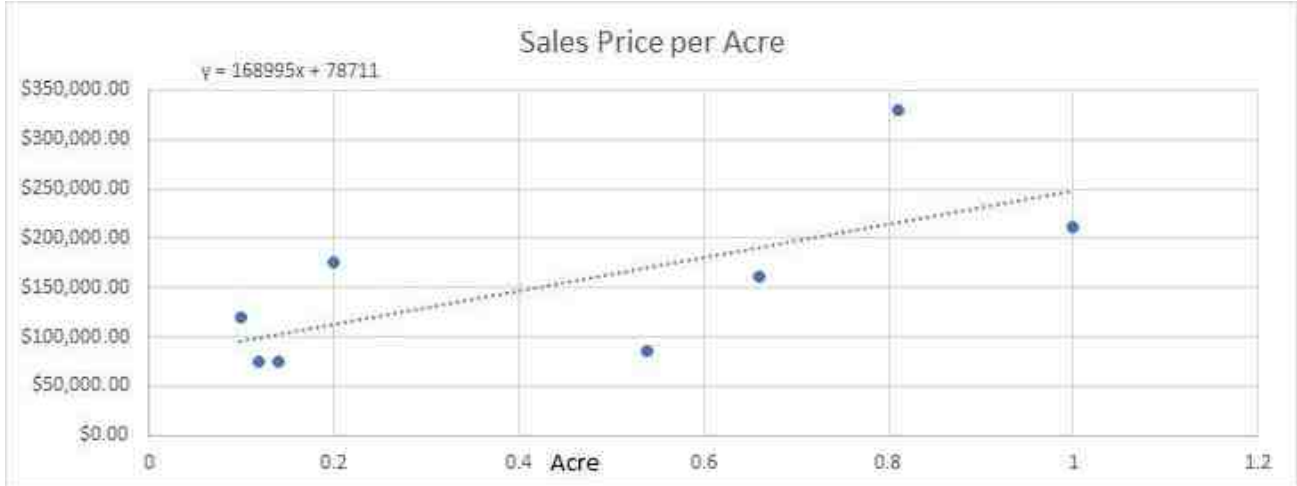 Sales Price per Acre
y = 168995x + 78711
$350,000.00
$300,000.00
$250,000.00
$200,000.00
$150,000.00
$100,000.00
$50,000.00
$0.00
0 0.2 0.4 Acre 0.6 0.8 1 1.2